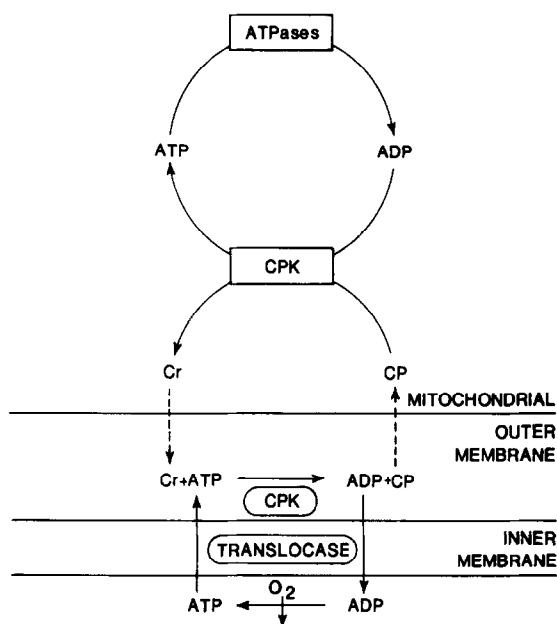 ATPases
ATP
ADP
CPK
Cr
CP
MITOCHONDRIAL
OUTER
MEMBRANE
Cr+ATP
ADP+CP
CPK
TRANSLOCASE
INNER
MEMBRANE
O2
ATP
ADP